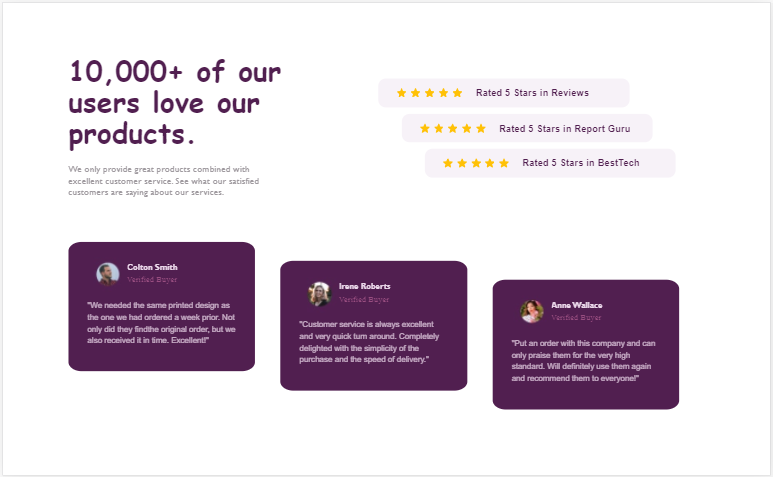 10,000+ of our
users love our
products.
We only provide great products combined with
excellent customer service. See what our satisfied
customers are saying about our services.
Rated 5 Stars in Reviews
Rated 5 Stars in Report Guru
Rated 5 Stars in BestTech
Colton Smith
Verified Buyer
"We needed the same printed design as
the one we had ordered a week prior. Not
only did they findthe original order, but we
also received it in time. Excellent!"
Irene Roberts
Verified Buyer
"Customer service is always excellent
and very quick turn around. Completely
delighted with the simplicity of the
purchase and the speed of delivery."
Anne Wallace
Verified Buyer
"Put an order with this company and can
only praise them for the very high
standard. Will definitely use them again
and recommend them to everyone!"